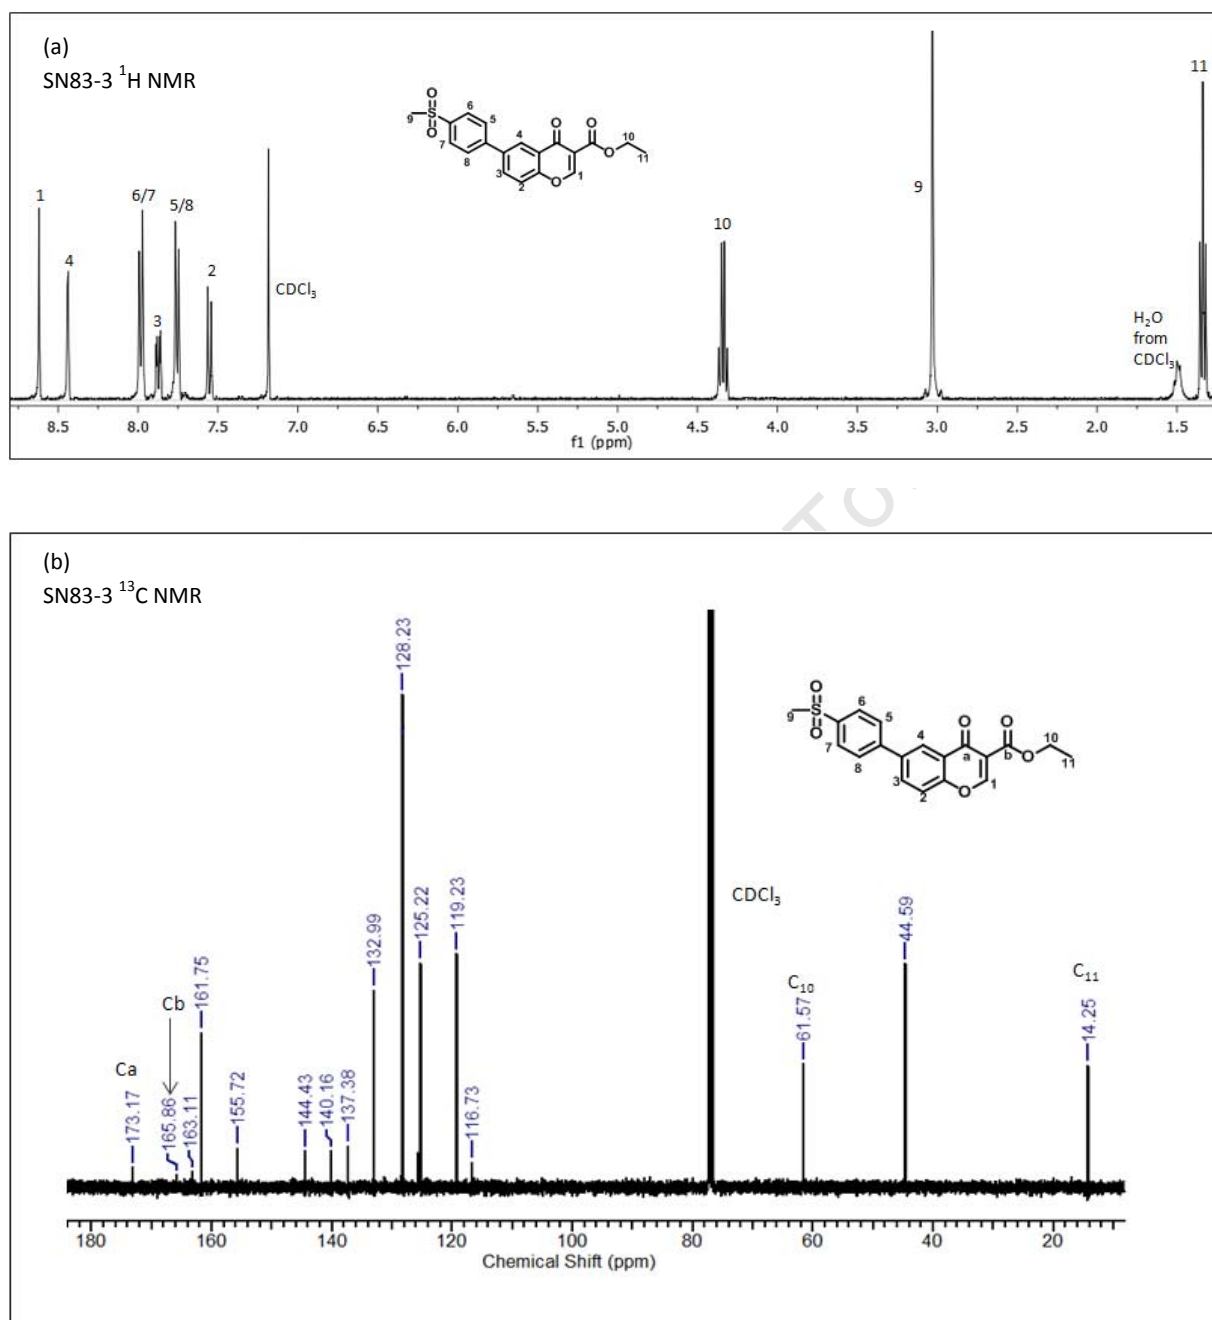 (a)
SN83-3 ¹H NMR
11
9
1
6/7
5/8
10
4
2
CDCl₃
3
H₂O
from
CDCl₃
O
S
O
9
6
5
7
8
4
3
2
O
O
O
O
1
10
11
8.5 8.0 7.5 7.0 6.5 6.0 5.5 5.0 4.5 4.0 3.5 3.0 2.5 2.0 1.5
f1 (ppm)
TO
(b)
SN83-3 ¹³C NMR
128.23
O
S
O
9
6
5
7
8
4
3
2
O
a
O
b
O
O
1
10
11
CDCl₃
132.99
125.22
119.23
44.59
161.75
Cb
Ca
C₁₀
C₁₁
173.17
165.86
163.11
155.72
144.43
140.16
137.38
116.73
61.57
14.25
180 160 140 120 100 80 60 40 20
Chemical Shift (ppm)